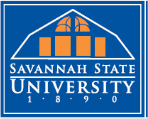 SAVANNAH STATE
UNIVERSITY
1 · 8 · 9 · 0